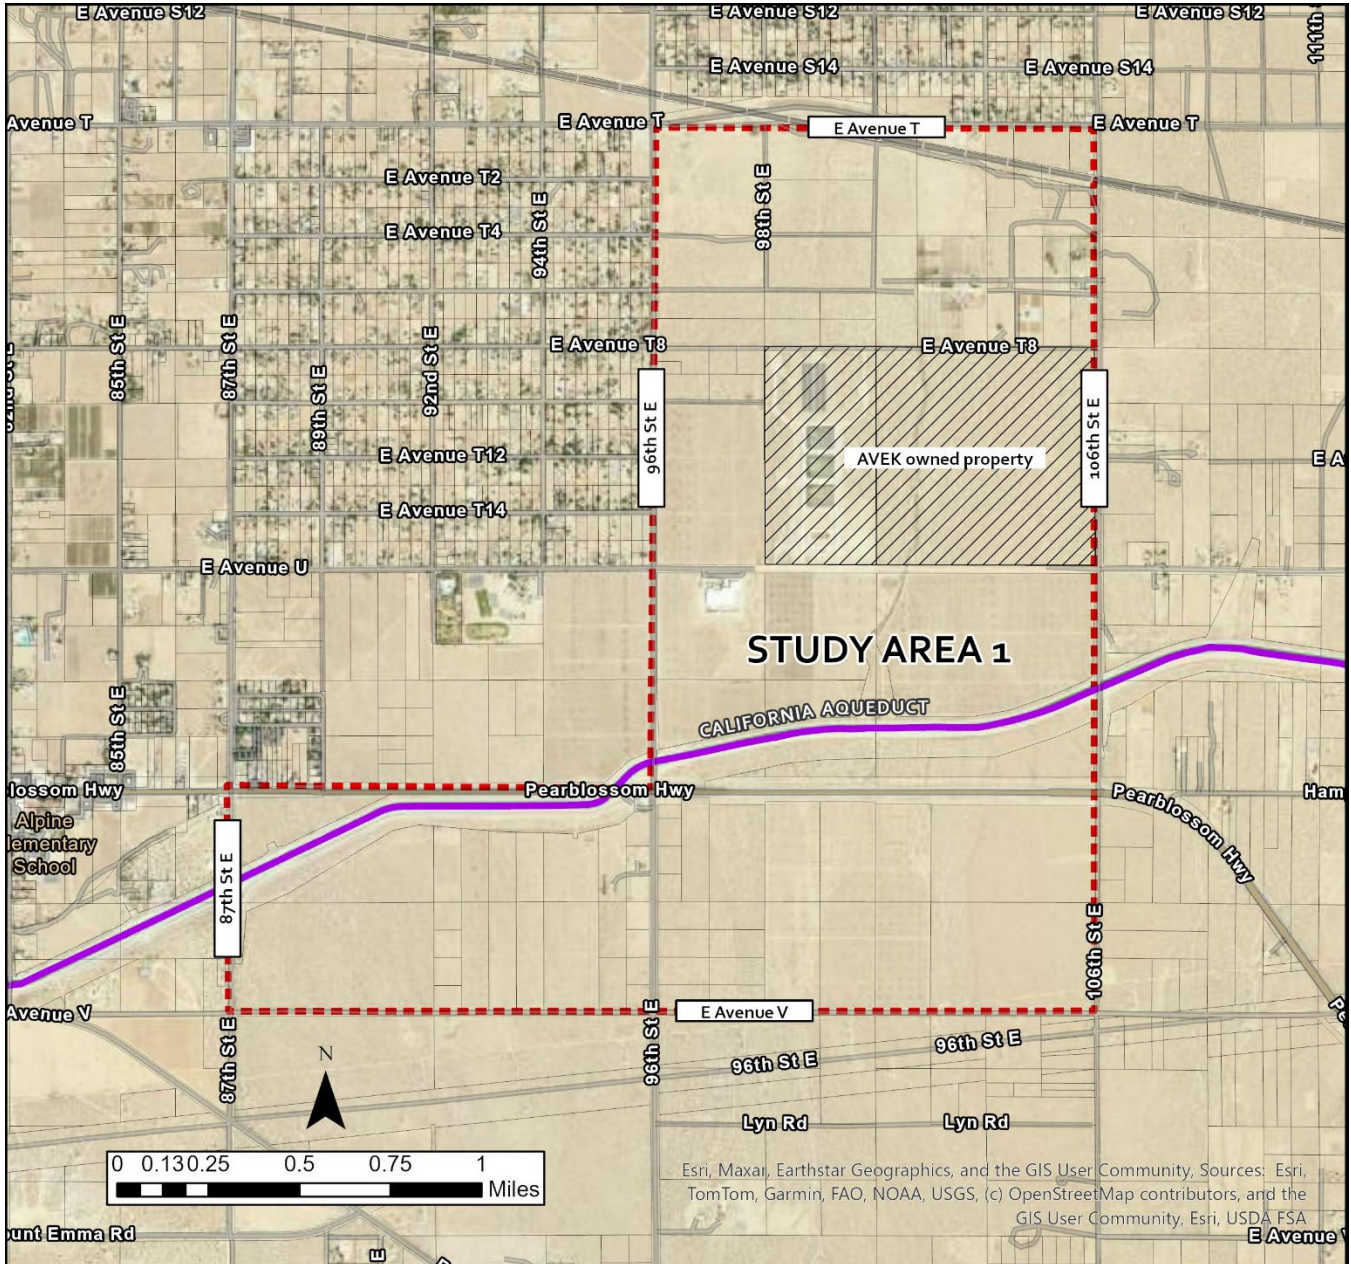 E Avenue S12
E Avenue S12
E Avenue S12
E Avenue S14
E Avenue S14
111th
Avenue T
E Avenue T
E Avenue T
E Avenue T
E Avenue T2
98th St E
94th St E
E Avenue T4
85th St E
87th St E
92nd St E
E Avenue T8
E Avenue T8
89th St E
96th St E
106th St E
E Avenue T12
AVEK owned property
E A
E Avenue T14
E Avenue U
STUDY AREA 1
85th St E
CALIFORNIA AQUEDUCT
lossom Hwy
Pearblossom Hwy
Pearblossom Hwy
Ham
Alpine
lementary
School
87th St E
106th St E
Avenue V
E Avenue V
87th St E
96th St E
96th St E
96th St E
N
Lyn Rd
Lyn Rd
0 0.13 0.25 0.5 0.75 1
Miles
Esri, Maxar, Earthstar Geographics, and the GIS User Community, Sources: Esri,
TomTom, Garmin, FAO, NOAA, USGS, (c) OpenStreetMap contributors, and the
GIS User Community, Esri, USDA FSA
unt Emma Rd
E Avenue
E